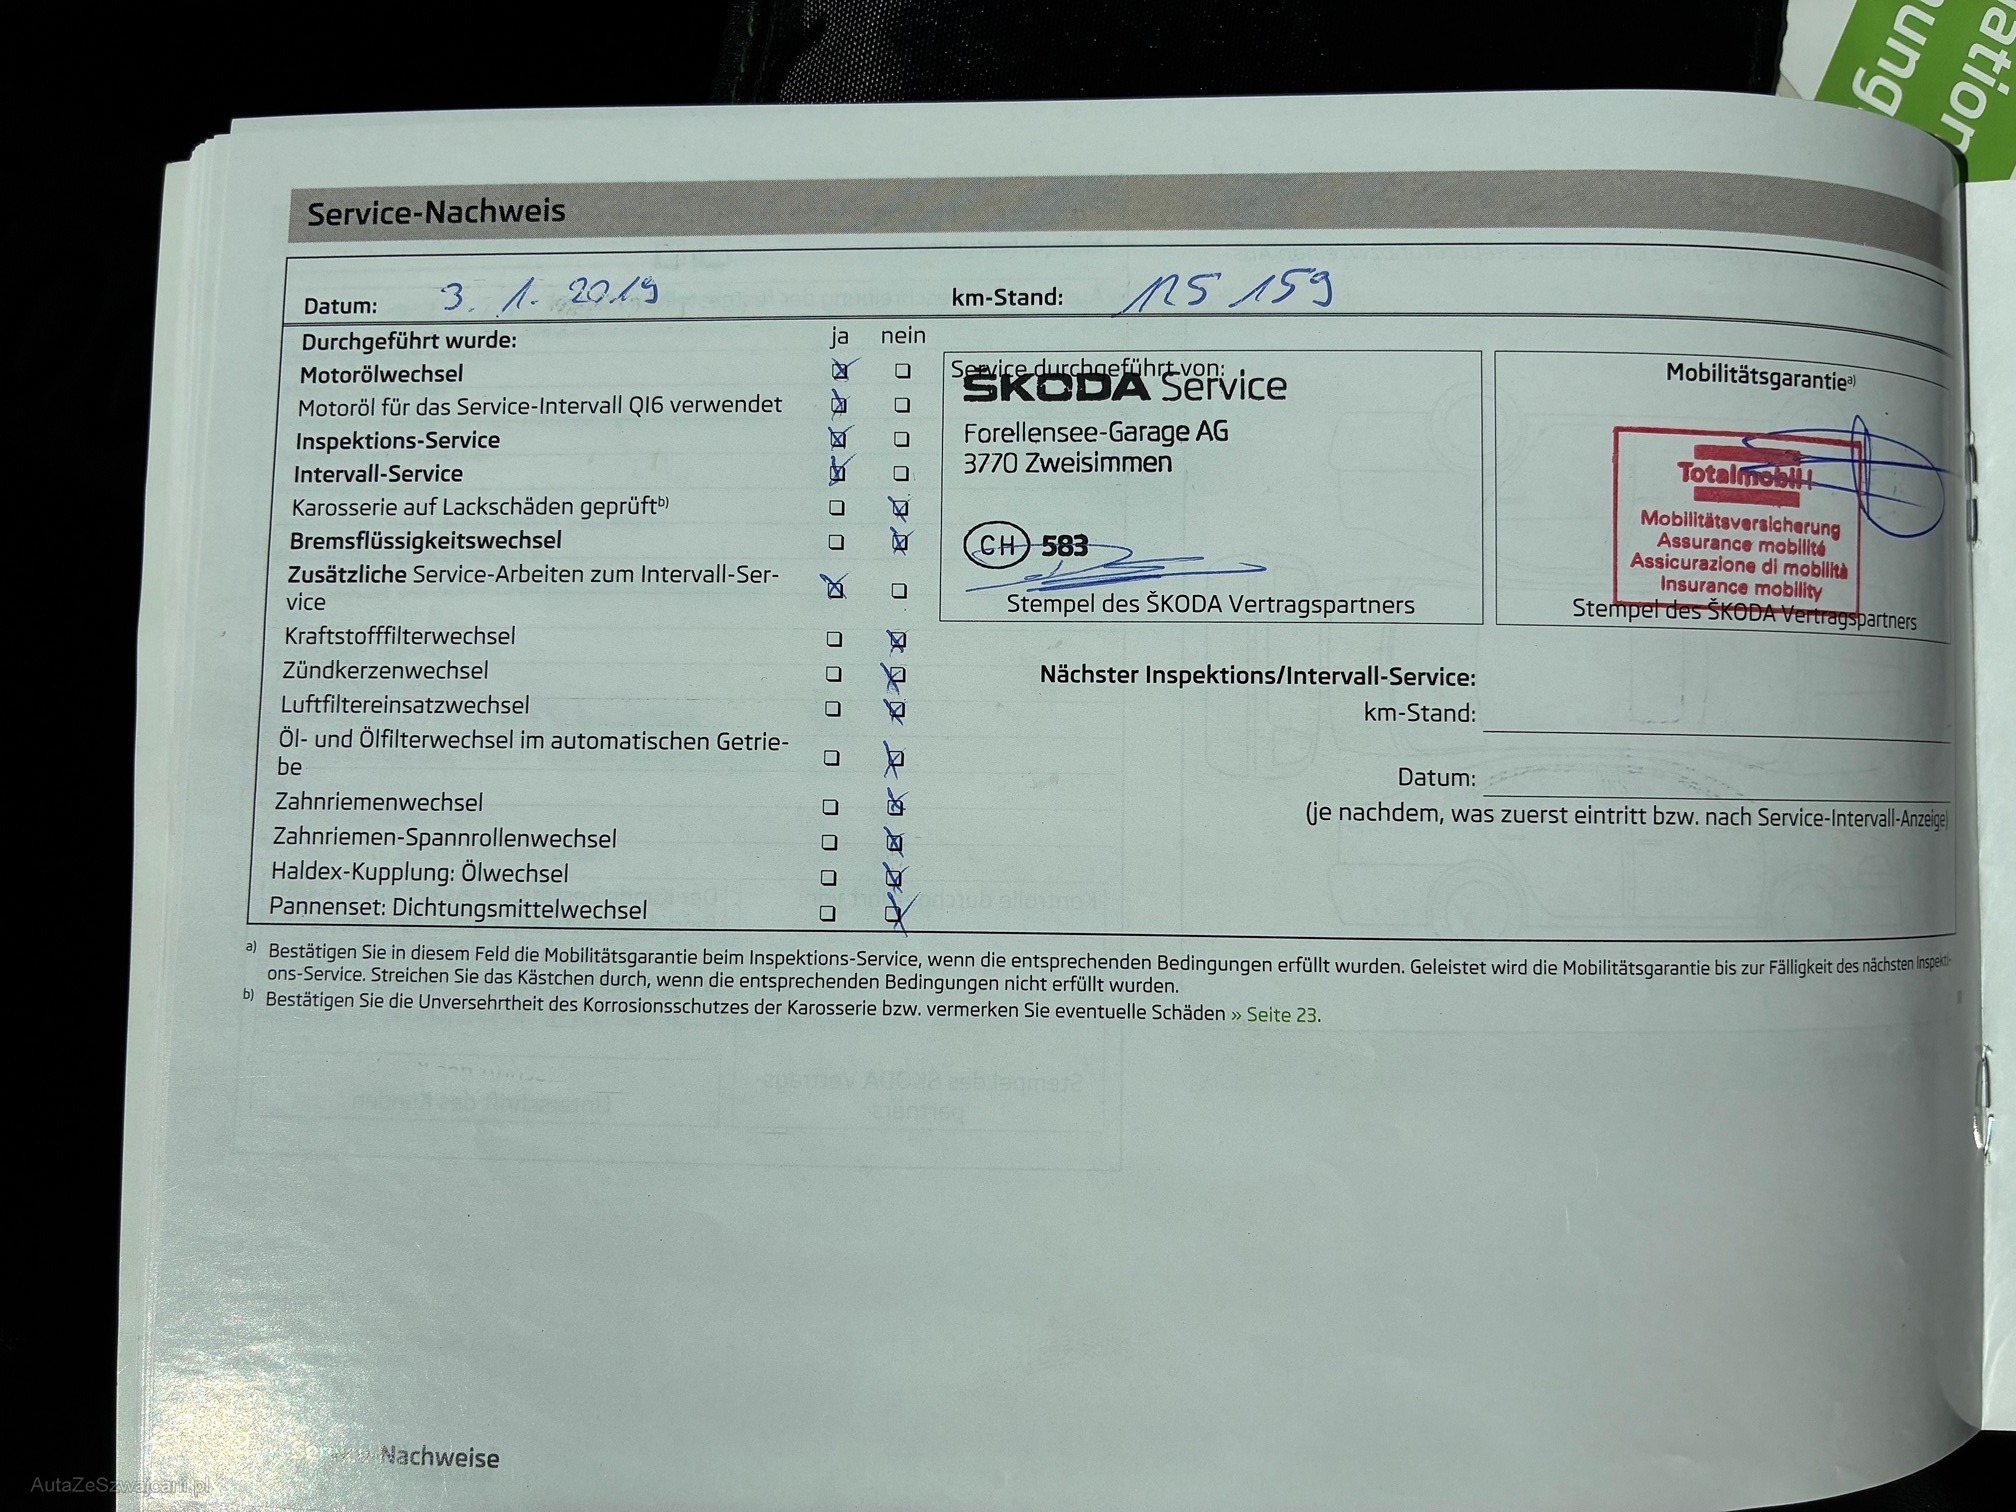 ation
nung
Service-Nachweis
Datum: 3. 1. 2019 km-Stand: 125 159
Durchgeführt wurde: ja nein
Motorölwechsel
Motoröl für das Service-Intervall QI6 verwendet
Inspektions-Service
Intervall-Service
Karosserie auf Lackschäden geprüft b)
Bremsflüssigkeitswechsel
Zusätzliche Service-Arbeiten zum Intervall-Ser-
vice
Kraftstofffilterwechsel
Zündkerzenwechsel
Luftfiltereinsatzwechsel
Öl- und Ölfilterwechsel im automatischen Getrie-
be
Zahnriemenwechsel
Zahnriemen-Spannrollenwechsel
Haldex-Kupplung: Ölwechsel
Pannenset: Dichtungsmittelwechsel
Service durchgeführt von:
ŠKODA Service
Forellensee-Garage AG
3770 Zweisimmen
CH 583
Stempel des ŠKODA Vertragspartners
Mobilitätsgarantie a)
Totalmobil!
Mobilitätsversicherung
Assurance mobilité
Assicurazione di mobilità
Insurance mobility
Stempel des ŠKODA Vertragspartners
Nächster Inspektions/Intervall-Service:
km-Stand:
Datum:
(je nachdem, was zuerst eintritt bzw. nach Service-Intervall-Anzeige)
a) Bestätigen Sie in diesem Feld die Mobilitätsgarantie beim Inspektions-Service, wenn die entsprechenden Bedingungen erfüllt wurden. Geleistet wird die Mobilitätsgarantie bis zur Fälligkeit des nächsten Inspekti-
ons-Service. Streichen Sie das Kästchen durch, wenn die entsprechenden Bedingungen nicht erfüllt wurden.
b) Bestätigen Sie die Unversehrtheit des Korrosionsschutzes der Karosserie bzw. vermerken Sie eventuelle Schäden » Seite 23.
Service-Nachweise
AutaZeSzwajcarii.pl